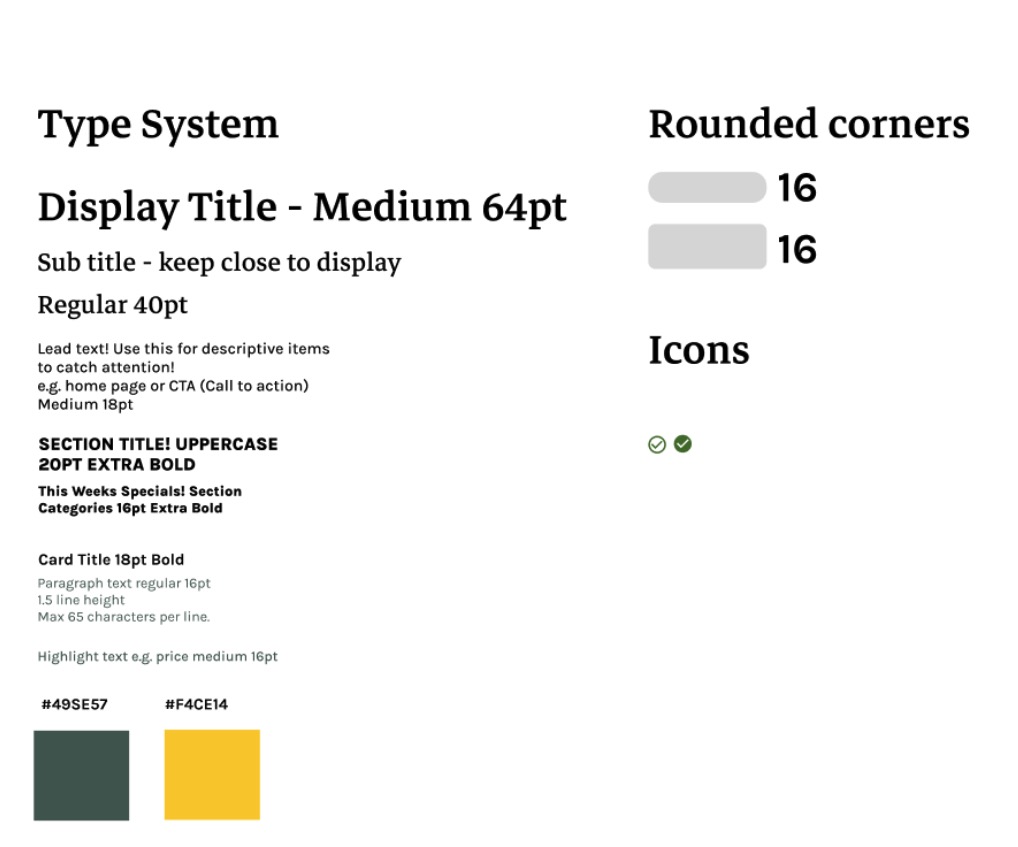 Type System
Display Title - Medium 64pt
Sub title - keep close to display
Regular 40pt
Lead text! Use this for descriptive items
to catch attention!
e.g. home page or CTA (Call to action)
Medium 18pt
SECTION TITLE! UPPERCASE
20PT EXTRA BOLD
This Weeks Specials! Section
Categories 16pt Extra Bold
Card Title 18pt Bold
Paragraph text regular 16pt
1.5 line height
Max 65 characters per line.
Highlight text e.g. price medium 16pt
#49SE57
#F4CE14
Rounded corners
16
16
Icons